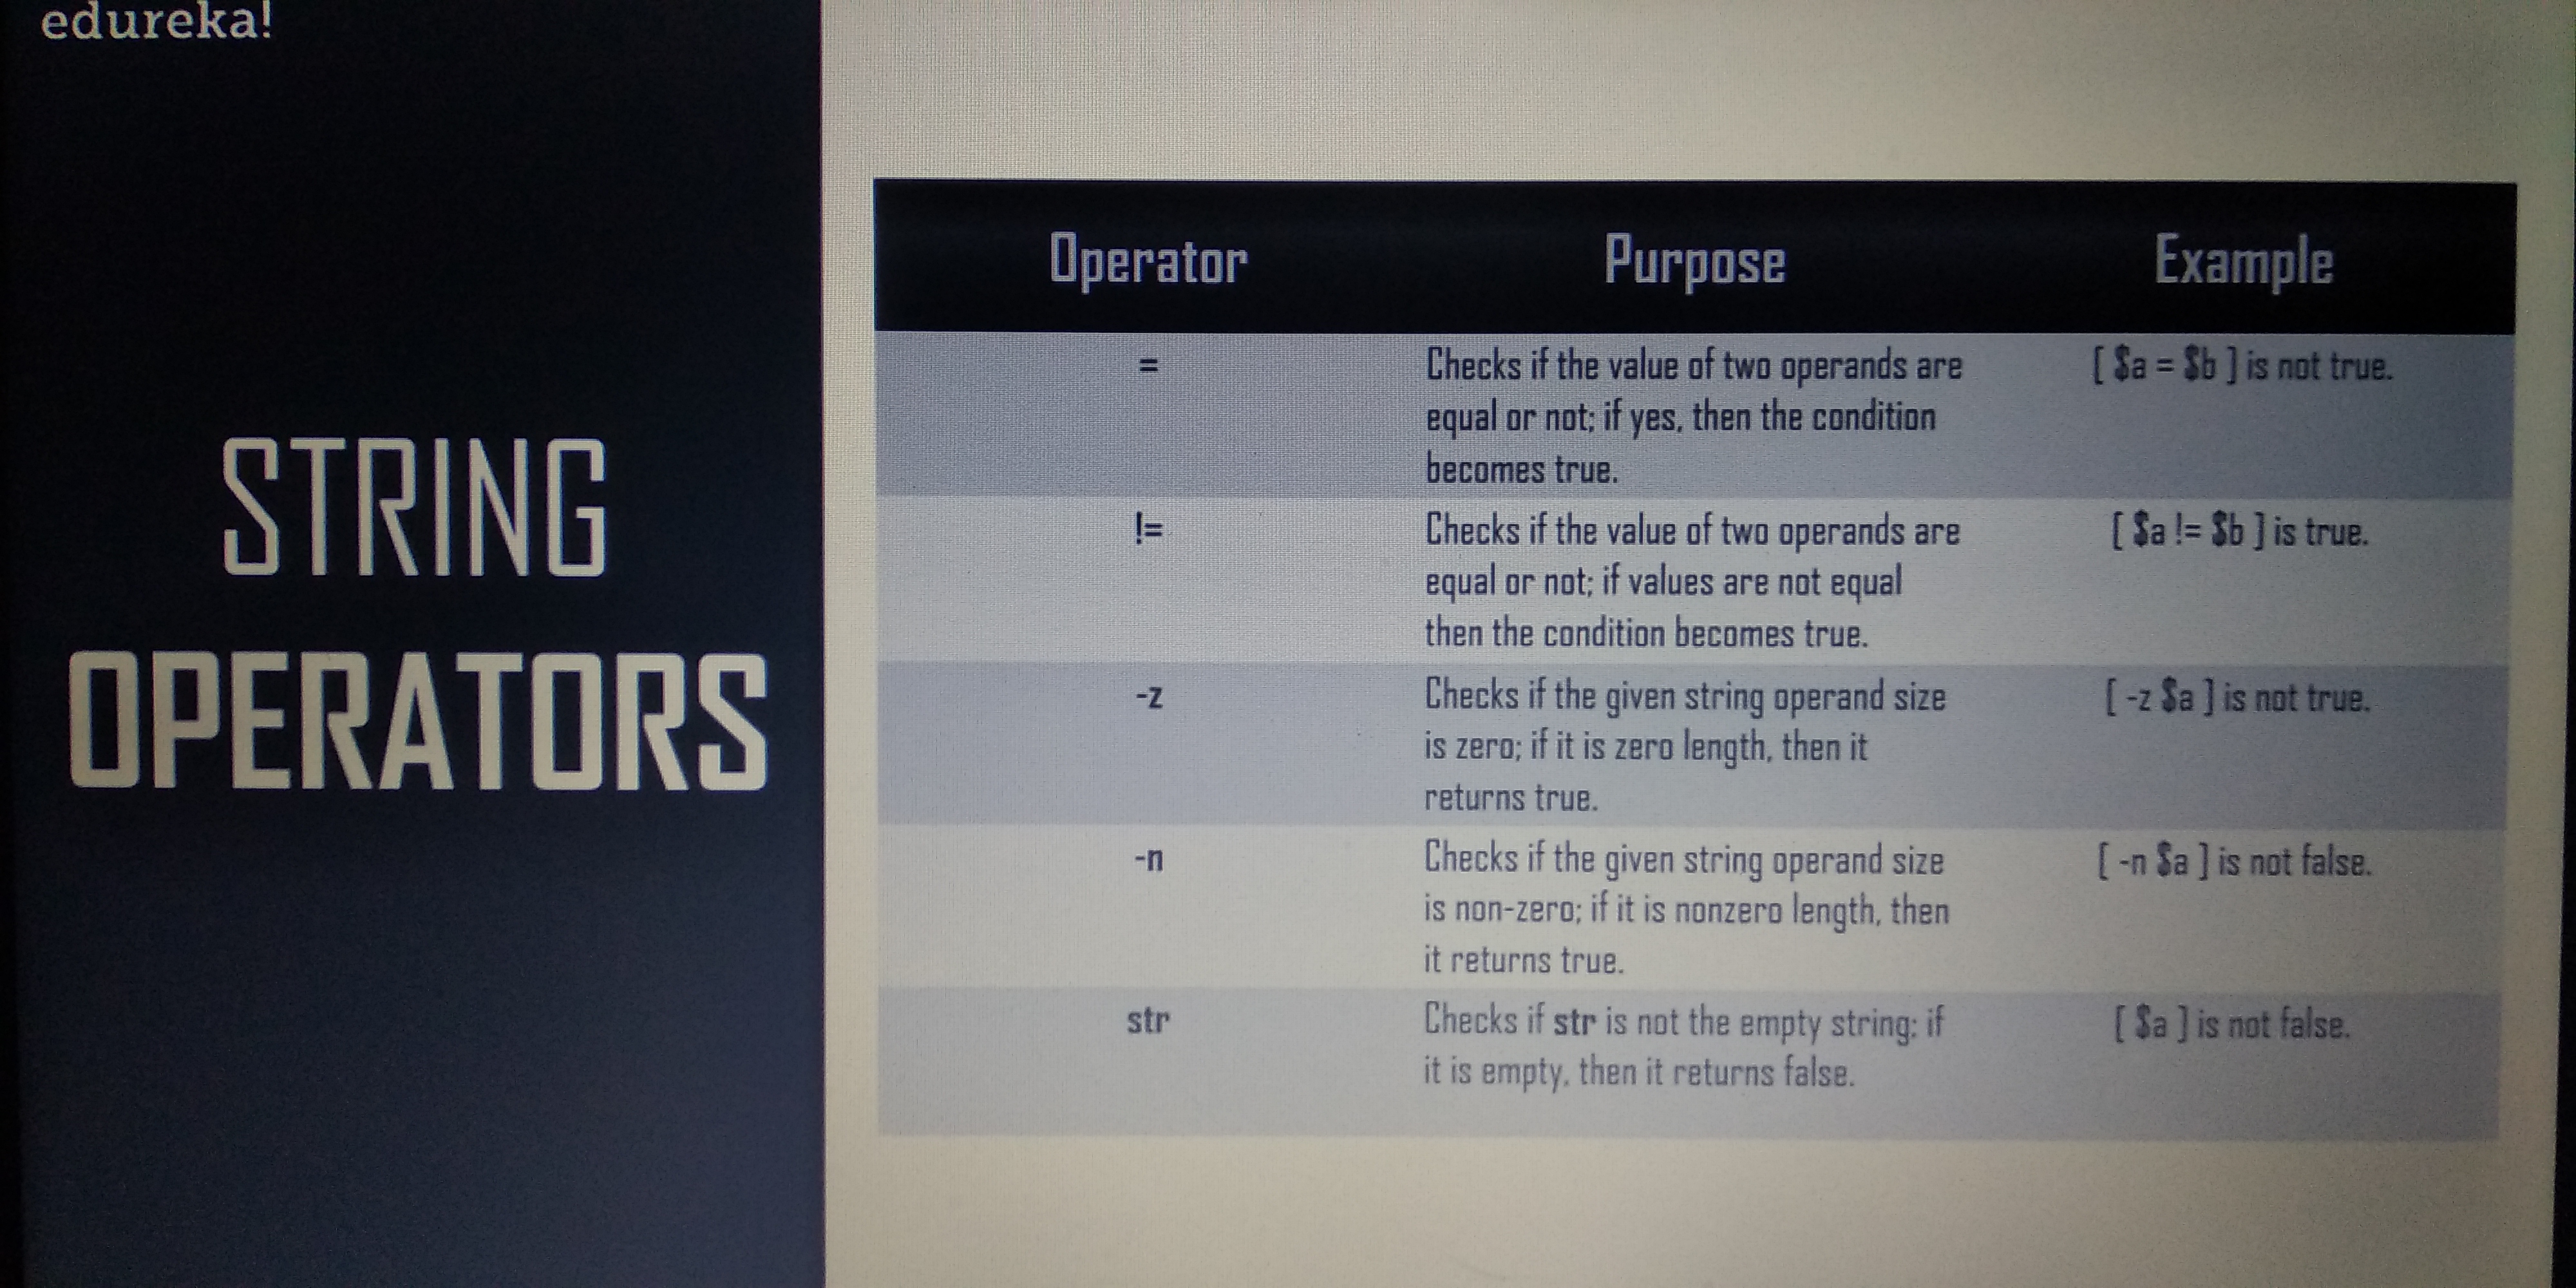 edureka!
STRING
OPERATORS
Operator Purpose Example
= Checks if the value of two operands are [ $a = $b ] is not true.
equal or not; if yes, then the condition
becomes true.
!= Checks if the value of two operands are [ $a != $b ] is true.
equal or not; if values are not equal
then the condition becomes true.
-z Checks if the given string operand size [ -z $a ] is not true.
is zero; if it is zero length, then it
returns true.
-n Checks if the given string operand size [ -n $a ] is not false.
is non-zero; if it is nonzero length, then
it returns true.
str Checks if str is not the empty string; if [ $a ] is not false.
it is empty, then it returns false.